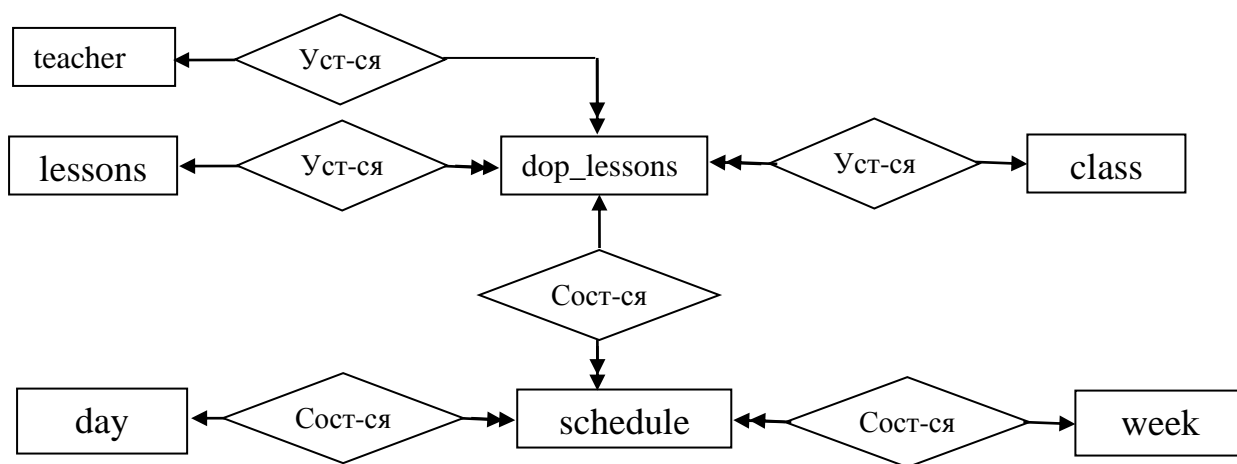 teacher
Уст-ся
lessons
Уст-ся
dop_lessons
Уст-ся
class
Сост-ся
day
Сост-ся
schedule
Сост-ся
week